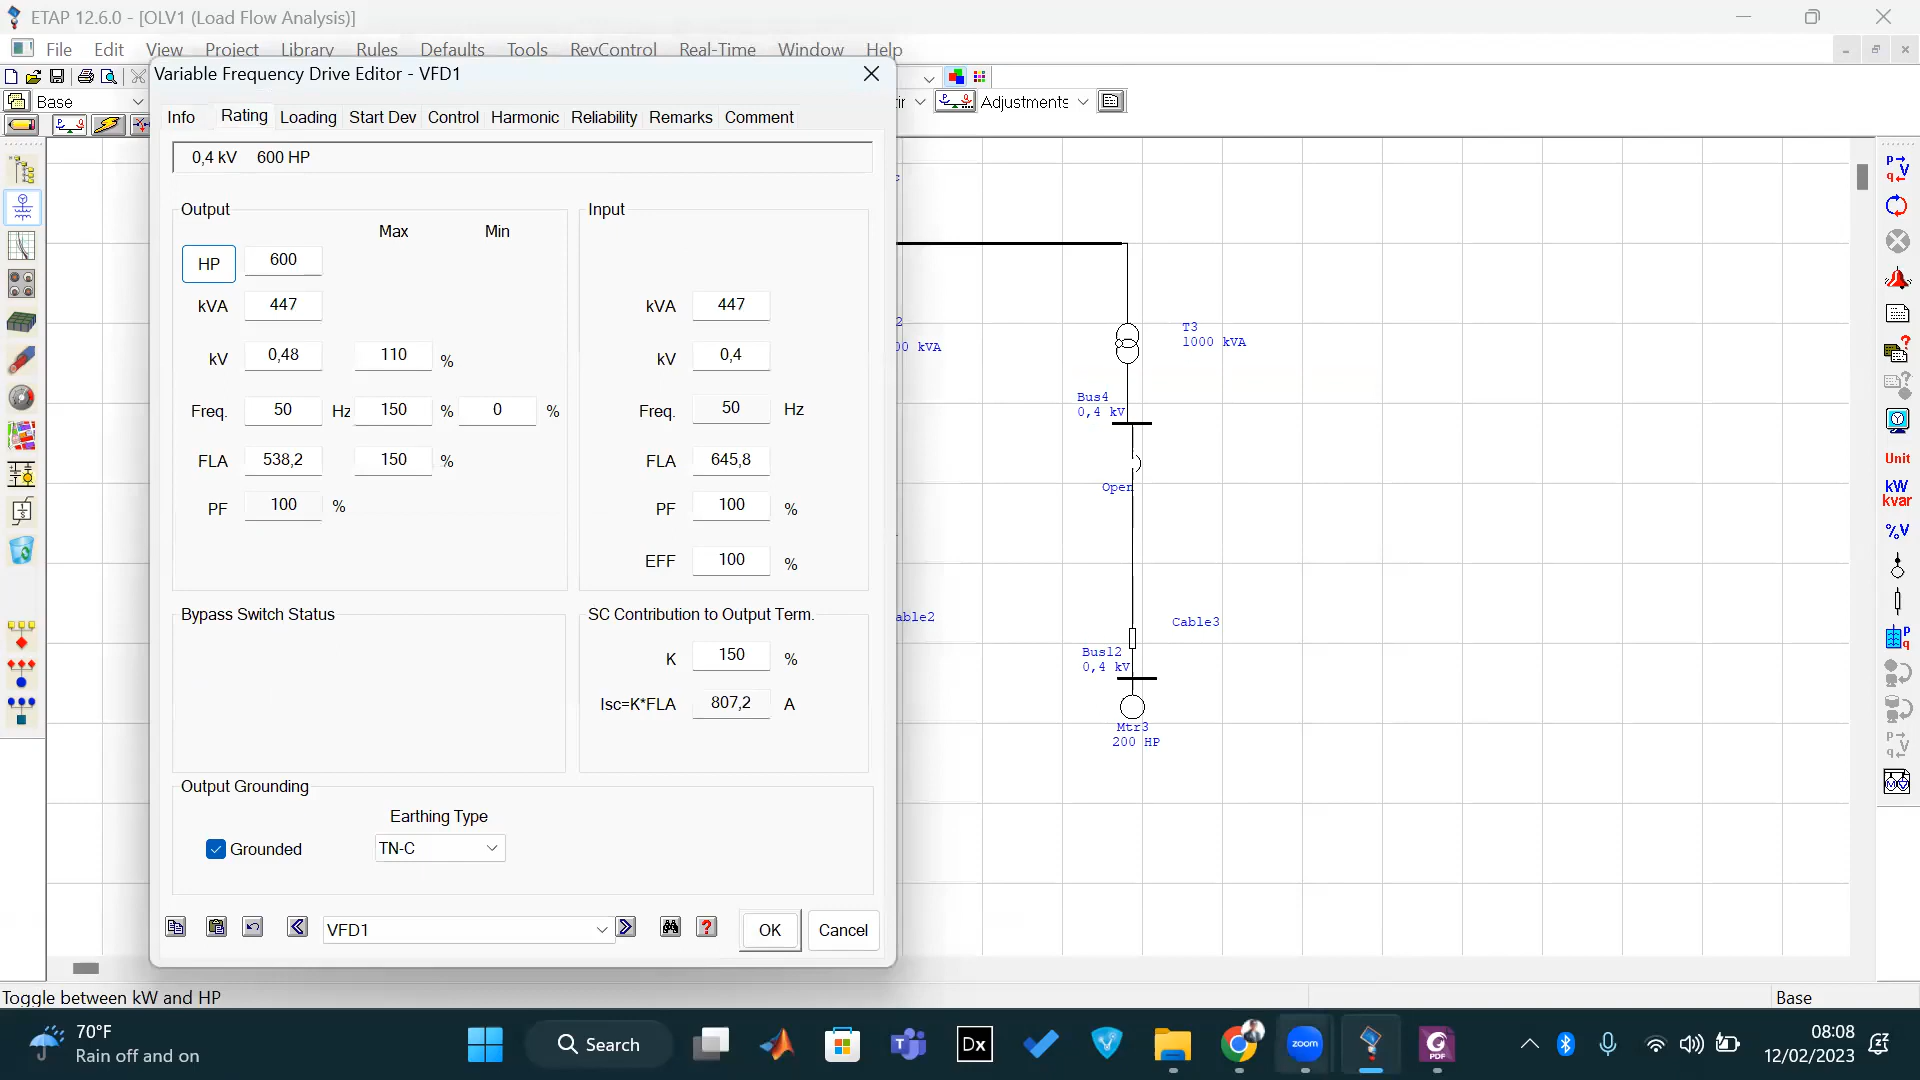 ETAP 12.6.0 - [OLV1 (Load Flow Analysis)]
File Edit View Project Library Rules Defaults Tools RevControl Real-Time Window Help
Variable Frequency Drive Editor - VFD1
Base
Adjustments
Info Rating Loading Start Dev Control Harmonic Reliability Remarks Comment
0,4 kV 600 HP
Output
Max Min
HP 600
kVA 447
kV 0,48 110 %
Freq. 50 Hz 150 % 0 %
FLA 538,2 150 %
PF 100 %
Input
kVA 447
kV 0,4
Freq. 50 Hz
FLA 645,8
PF 100 %
EFF 100 %
Bypass Switch Status
SC Contribution to Output Term.
K 150 %
Isc=K*FLA 807,2 A
Output Grounding
Earthing Type
Grounded TN-C
VFD1
OK Cancel
T3
1000 kVA
Bus4
0,4 kV
Open
Cable3
Bus12
0,4 kV
Mtr3
200 HP
Unit
kW
kvar
%V
Toggle between kW and HP
Base
70°F
Rain off and on
Search
Dx
zoom
PDF
08:08
12/02/2023